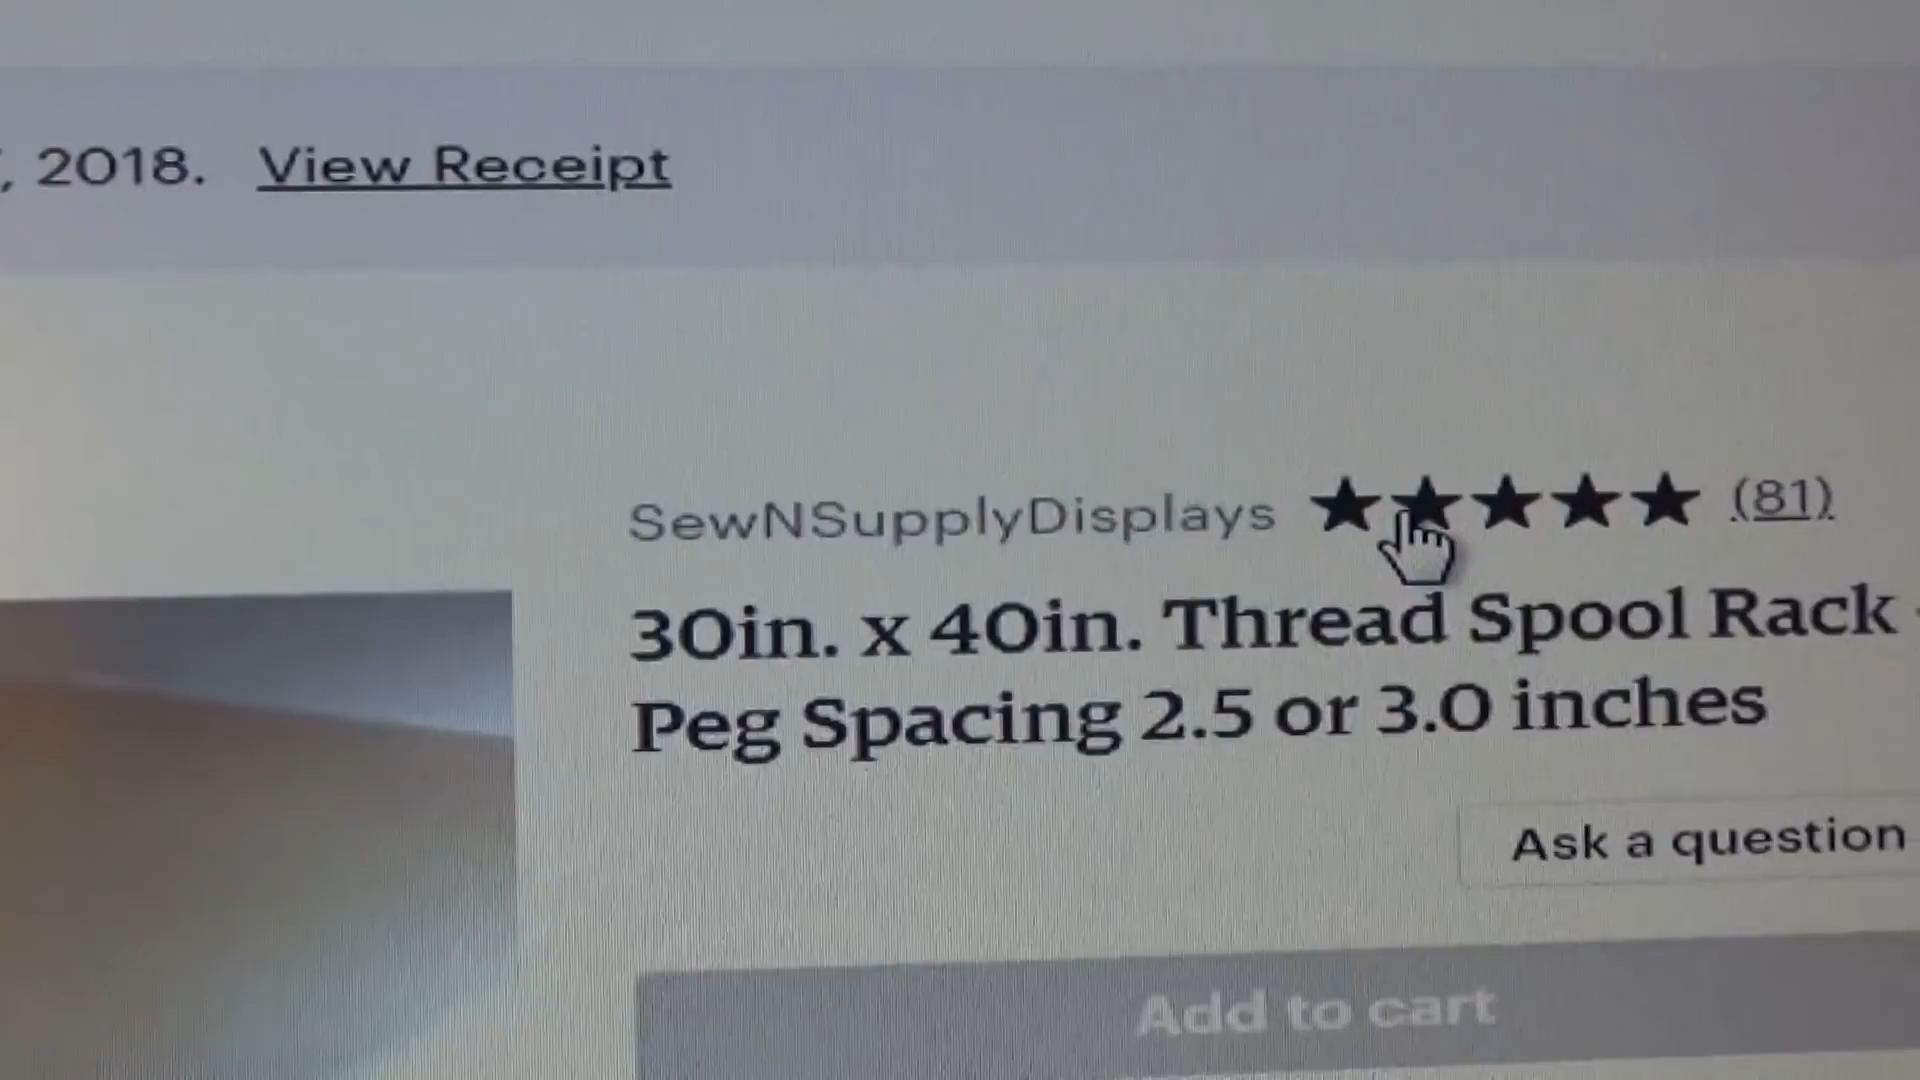 , 2018. View Receipt
SewNSupplyDisplays ★★★★★ (81)
30in. x 40in. Thread Spool Rack
Peg Spacing 2.5 or 3.0 inches
Ask a question
Add to cart